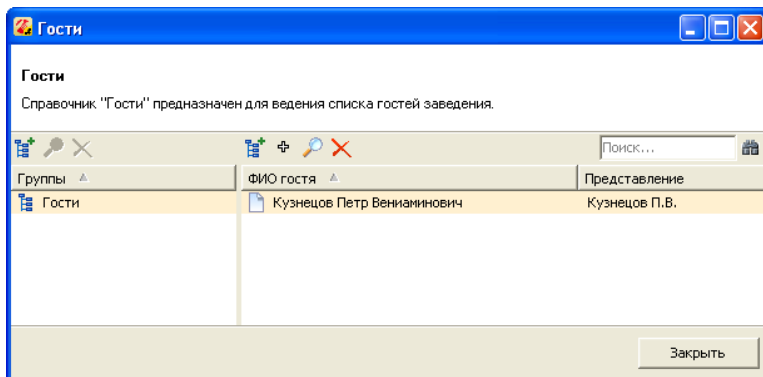 Гости
Гости
Справочник "Гости" предназначен для ведения списка гостей заведения.
Поиск...
Группы ФИО гостя Представление
Гости Кузнецов Петр Вениаминович Кузнецов П.В.
Закрыть